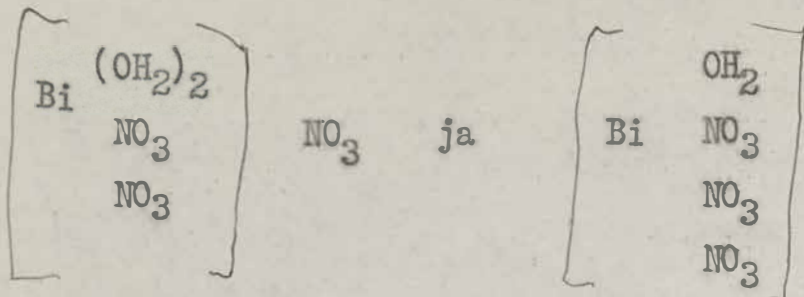 [Bi (OH₂)₂ NO₃ NO₃] NO₃ ja [Bi OH₂ NO₃ NO₃ NO₃]